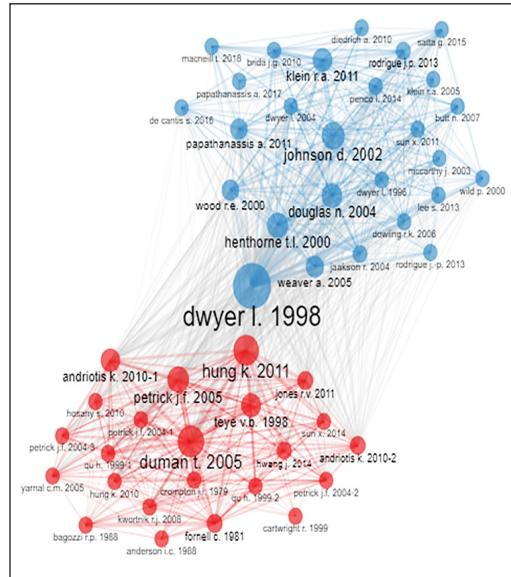 diedrich a. 2010
satta g. 2015
macneill t. 2018
brida j.g. 2010
rodrigue j.p. 2013
klein r.a. 2011
klein r.a. 2005
papathanassis a. 2017
penco l. 2014
de cantis s. 2016
dwyer l. 2004
butt n. 2007
papathanassis a. 2011
sun x. 2011
johnson d. 2002
mccarthy j. 2003
dwyer l. 1996
wild p. 2000
wood r.e. 2000
douglas n. 2004
lee s. 2013
henthorne t.l. 2000
dowling r.k. 2006
jaakson r. 2004
rodrigue j.-p. 2013
weaver a. 2005
dwyer l. 1998
hung k. 2011
andriotis k. 2010-1
petrick j.f. 2005
jones r.v. 2011
hosany s. 2010
teye v.b. 1998
petrick j.f. 2004-1
sun x. 2014
petrick j.f. 2004-3
duman t. 2005
andriotis k. 2010-2
qu h. 1999-1
hwang j. 2014
yarnal c.m. 2005
hung k. 2010
crompton j.l. 1979
qu h. 1999-2
petrick j.f. 2004-2
kwortnik r.j. 2008
cartwright r. 1999
bagozzi r.p. 1988
fornell c. 1981
anderson j.c. 1988